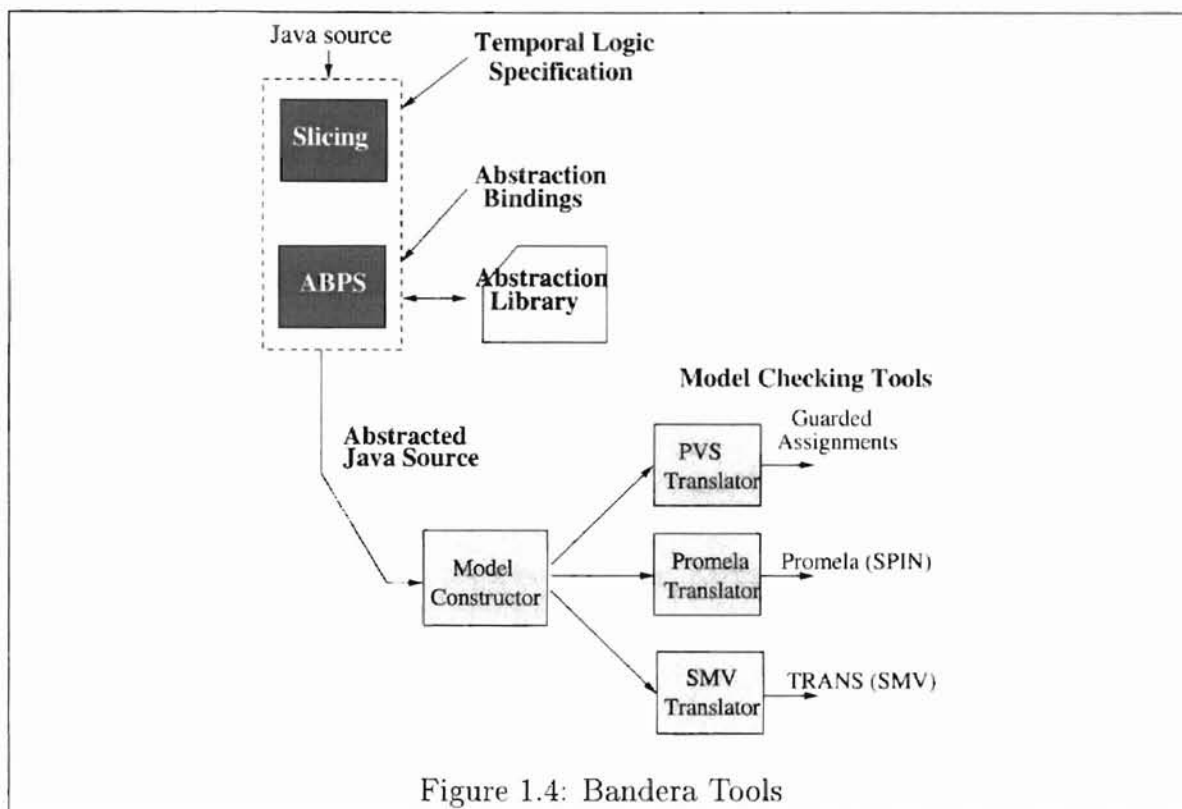 Java source
Temporal Logic
Specification
Slicing
Abstraction
Bindings
ABPS
Abstraction
Library
Model Checking Tools
Guarded
Assignments
Abstracted
Java Source
PVS
Translator
Model
Constructor
Promela
Translator
Promela (SPIN)
SMV
Translator
TRANS (SMV)
Figure 1.4: Bandera Tools